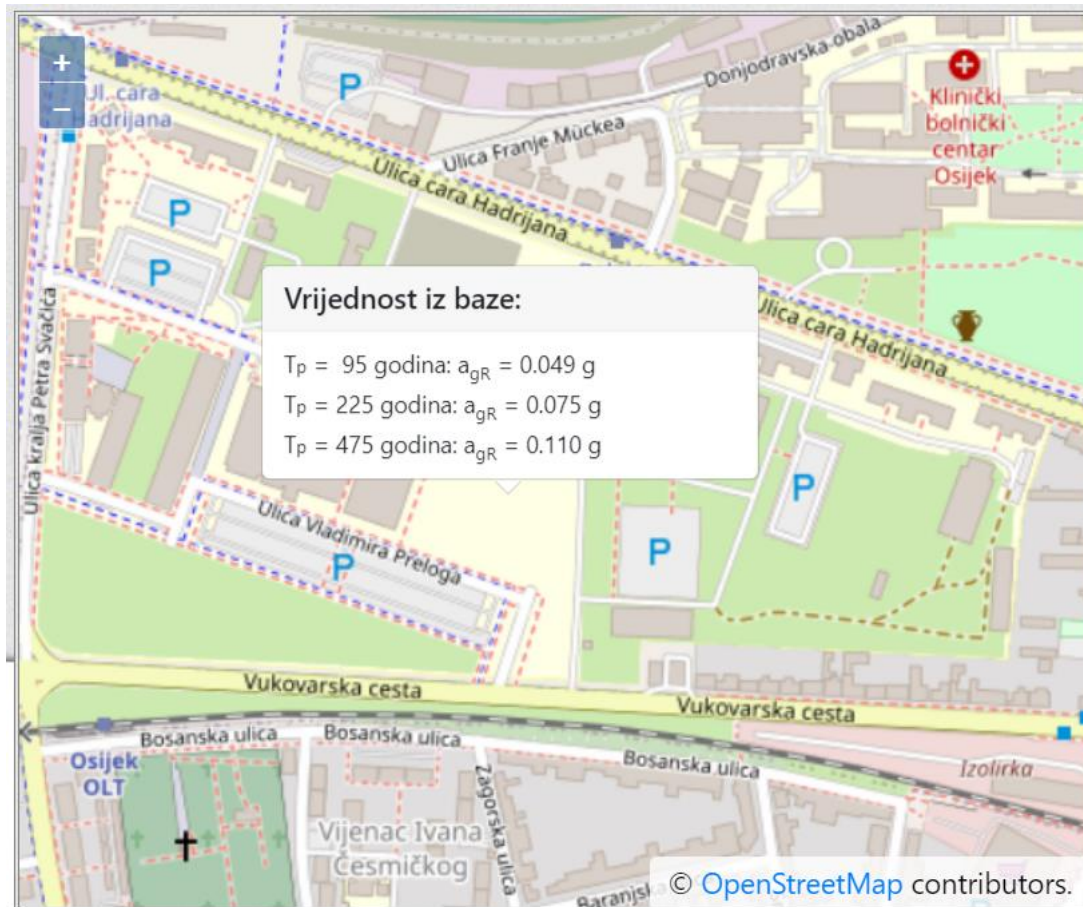 +
−
P
Donjodravska obala
Klinički
bolnički
centar
Osijek
Ul. cara
Hadrijana
Ulica Franje Mückea
Ulica cara Hadrijana
P
P
Ulica kralja Petra Svačića
Vrijednost iz baze:
Tp = 95 godina: agR = 0.049 g
Tp = 225 godina: agR = 0.075 g
Tp = 475 godina: agR = 0.110 g
Ulica cara Hadrijana
P
Ulica Vladimira Preloga
P
P
Vukovarska cesta
Vukovarska cesta
Bosanska ulica
Bosanska ulica
Bosanska ulica
Osijek
OLT
Zagorska ulica
Izolirka
Vijenac Ivana
Česmičkog
Baranjska
© OpenStreetMap contributors.